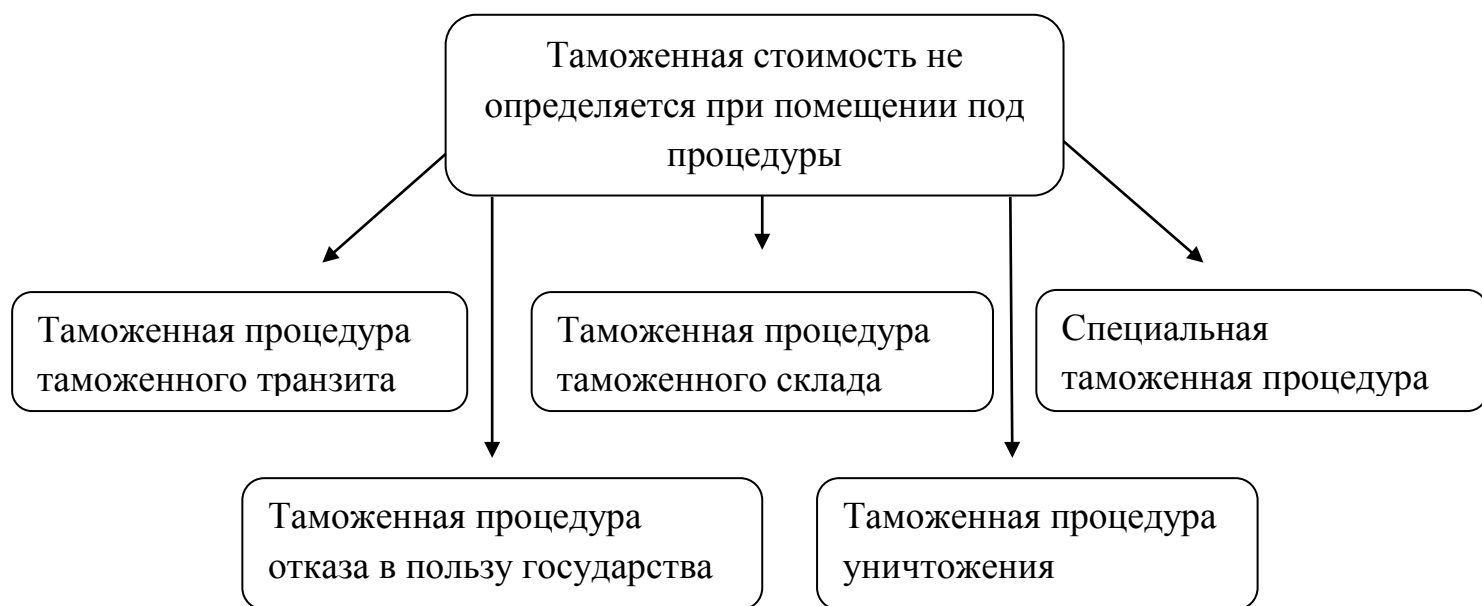 Таможенная стоимость не
определяется при помещении под
процедуры
Таможенная процедура
таможенного транзита
Таможенная процедура
таможенного склада
Специальная
таможенная процедура
Таможенная процедура
отказа в пользу государства
Таможенная процедура
уничтожения